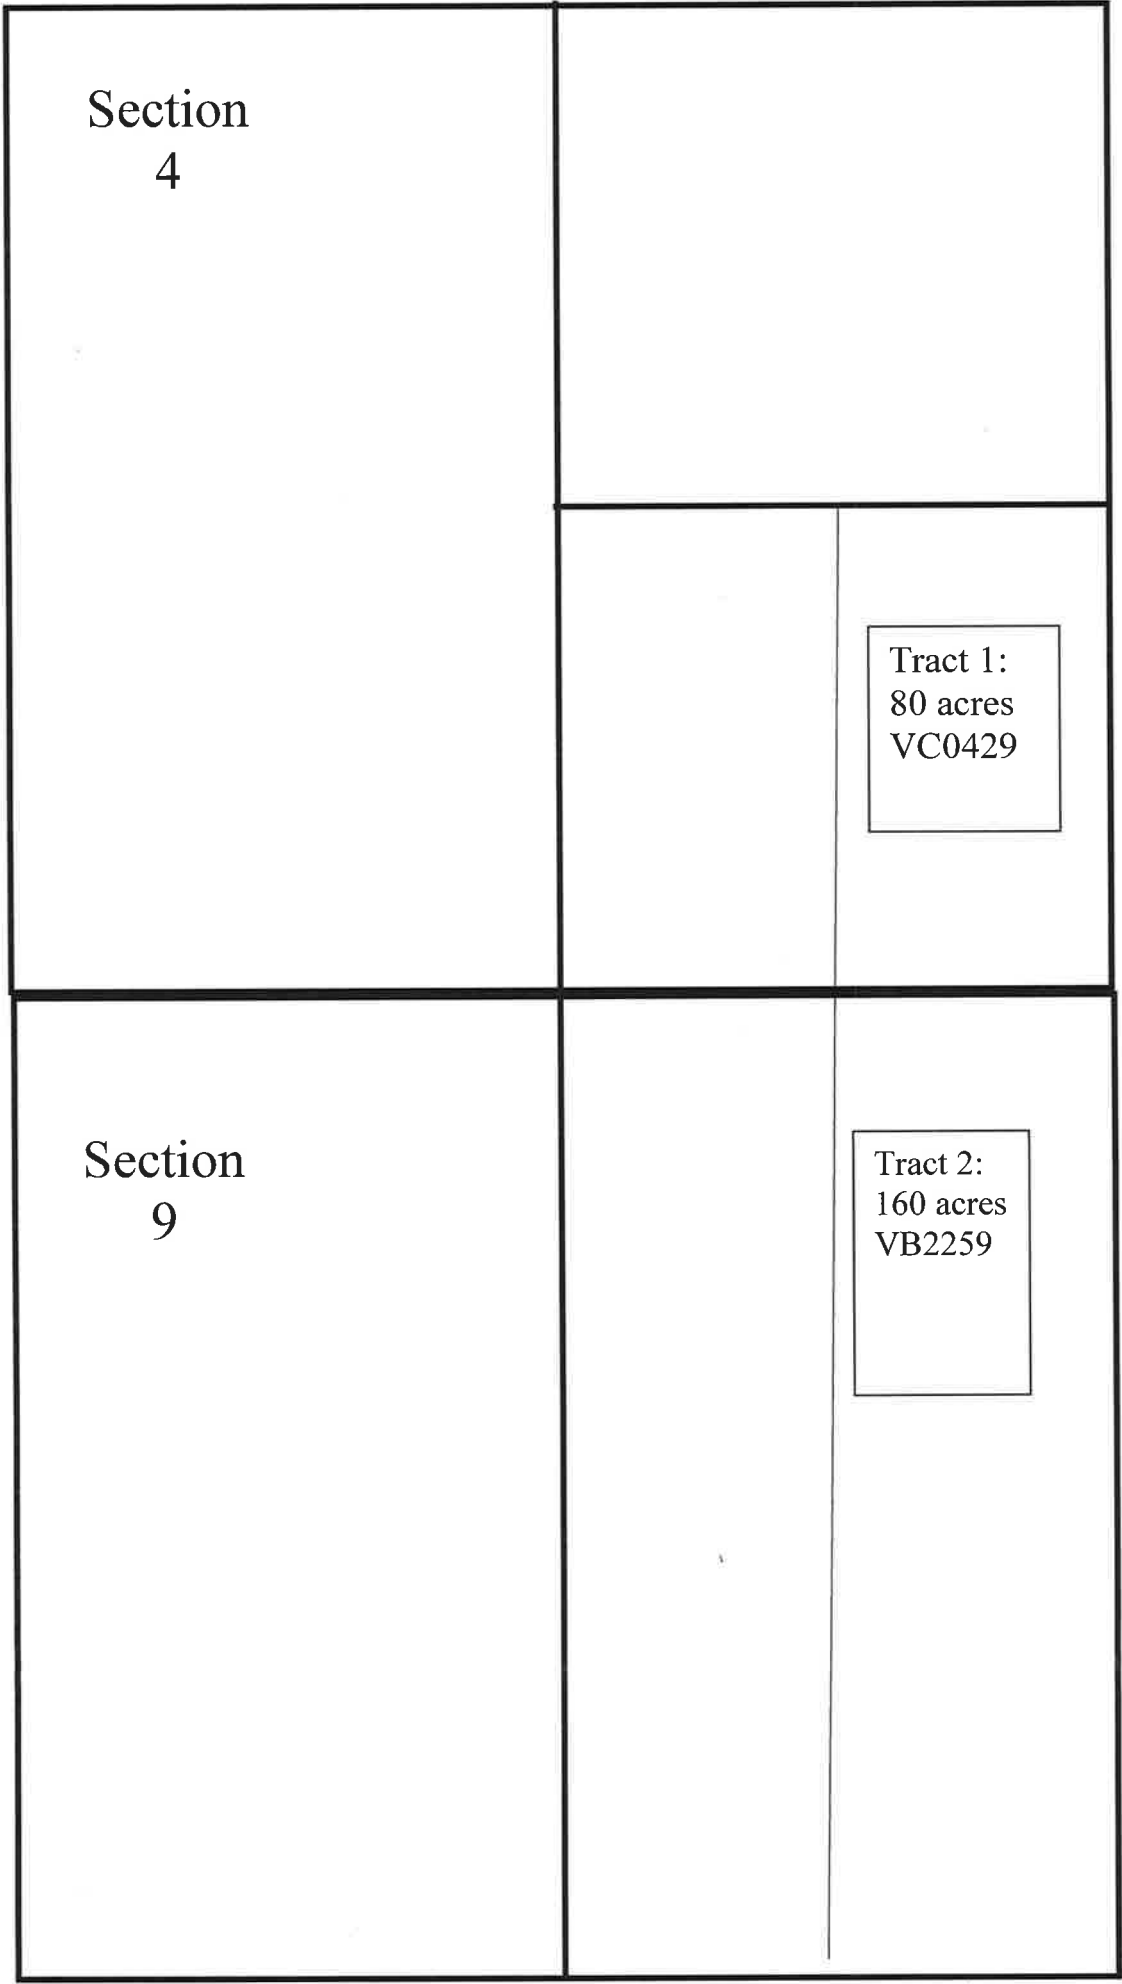 Section
4
Tract 1:
80 acres
VC0429
Section
9
Tract 2:
160 acres
VB2259